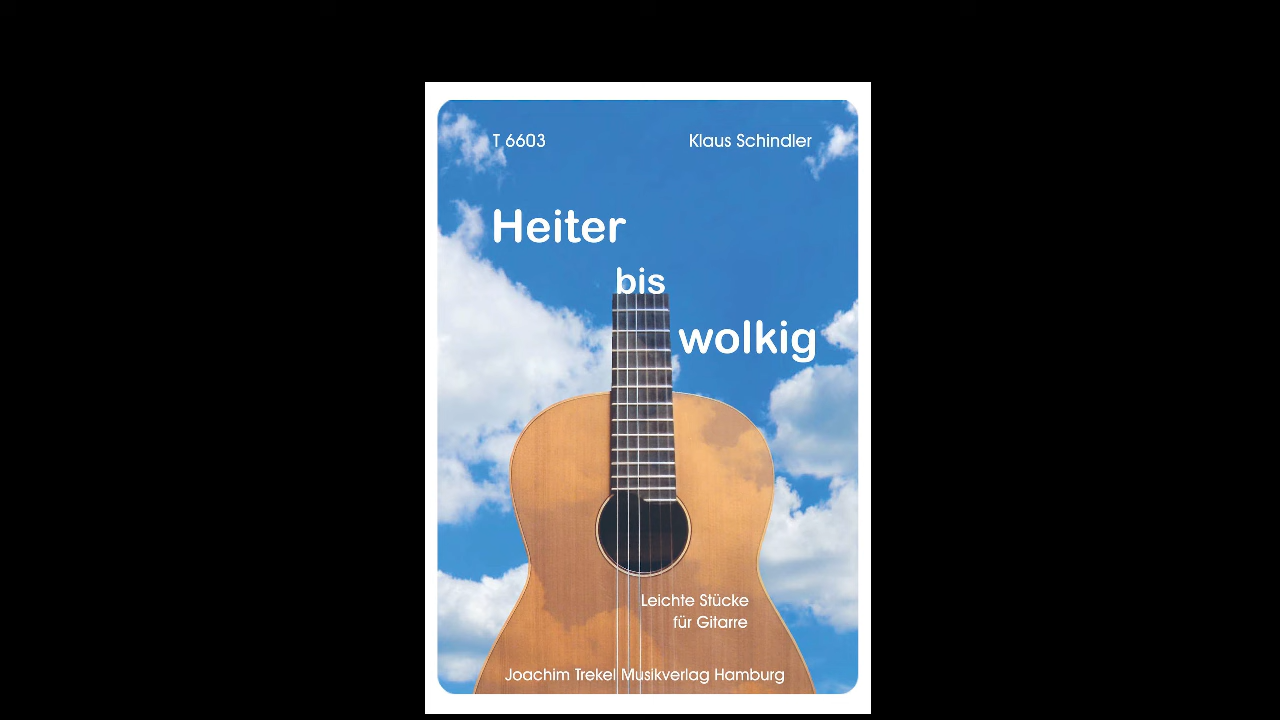 T 6603
Klaus Schindler
Heiter
bis
wolkig
Leichte Stücke
für Gitarre
Joachim Trekel Musikverlag Hamburg